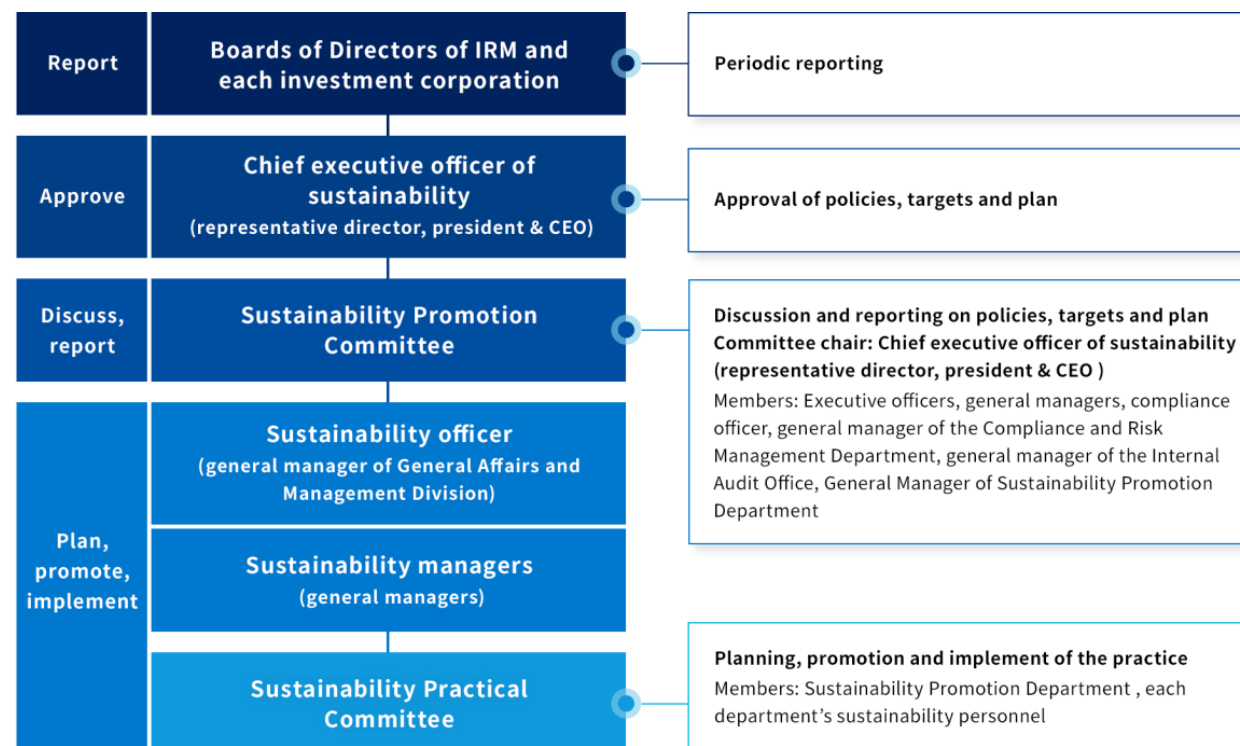 Report
Boards of Directors of IRM and
each investment corporation
Periodic reporting
Approve
Chief executive officer of
sustainability
(representative director, president & CEO)
Approval of policies, targets and plan
Discuss,
report
Sustainability Promotion
Committee
Discussion and reporting on policies, targets and plan
Committee chair: Chief executive officer of sustainability
(representative director, president & CEO )
Members: Executive officers, general managers, compliance
officer, general manager of the Compliance and Risk
Management Department, general manager of the Internal
Audit Office, General Manager of Sustainability Promotion
Department
Plan,
promote,
implement
Sustainability officer
(general manager of General Affairs and
Management Division)
Sustainability managers
(general managers)
Sustainability Practical
Committee
Planning, promotion and implement of the practice
Members: Sustainability Promotion Department , each
department’s sustainability personnel